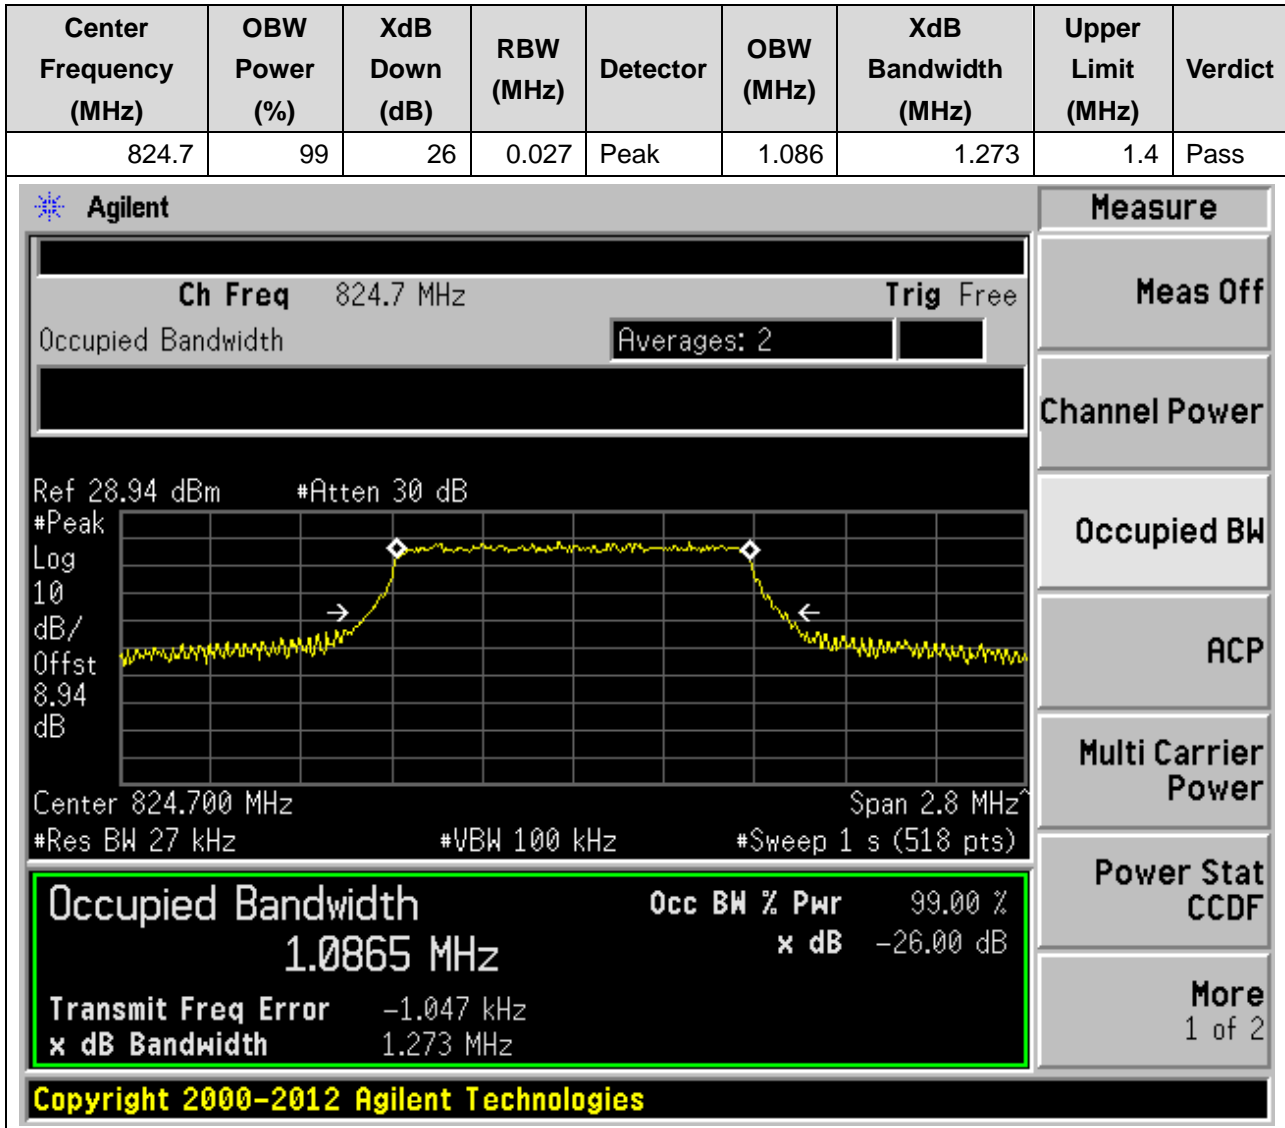 Center Frequency (MHz) OBW Power (%) XdB Down (dB) RBW (MHz) Detector OBW (MHz) XdB Bandwidth (MHz) Upper Limit (MHz) Verdict
824.7 99 26 0.027 Peak 1.086 1.273 1.4 Pass
Agilent
Measure
Ch Freq 824.7 MHz Trig Free
Meas Off
Occupied Bandwidth Averages: 2
Channel Power
Ref 28.94 dBm #Atten 30 dB
#Peak
Log
10
dB/
Offst
8.94
dB
Occupied BW
ACP
Multi Carrier
Power
Center 824.700 MHz Span 2.8 MHz^
#Res BW 27 kHz #VBW 100 kHz #Sweep 1 s (518 pts)
Power Stat
CCDF
Occupied Bandwidth Occ BW % Pwr 99.00 %
1.0865 MHz x dB -26.00 dB
Transmit Freq Error -1.047 kHz
x dB Bandwidth 1.273 MHz
More
1 of 2
Copyright 2000-2012 Agilent Technologies